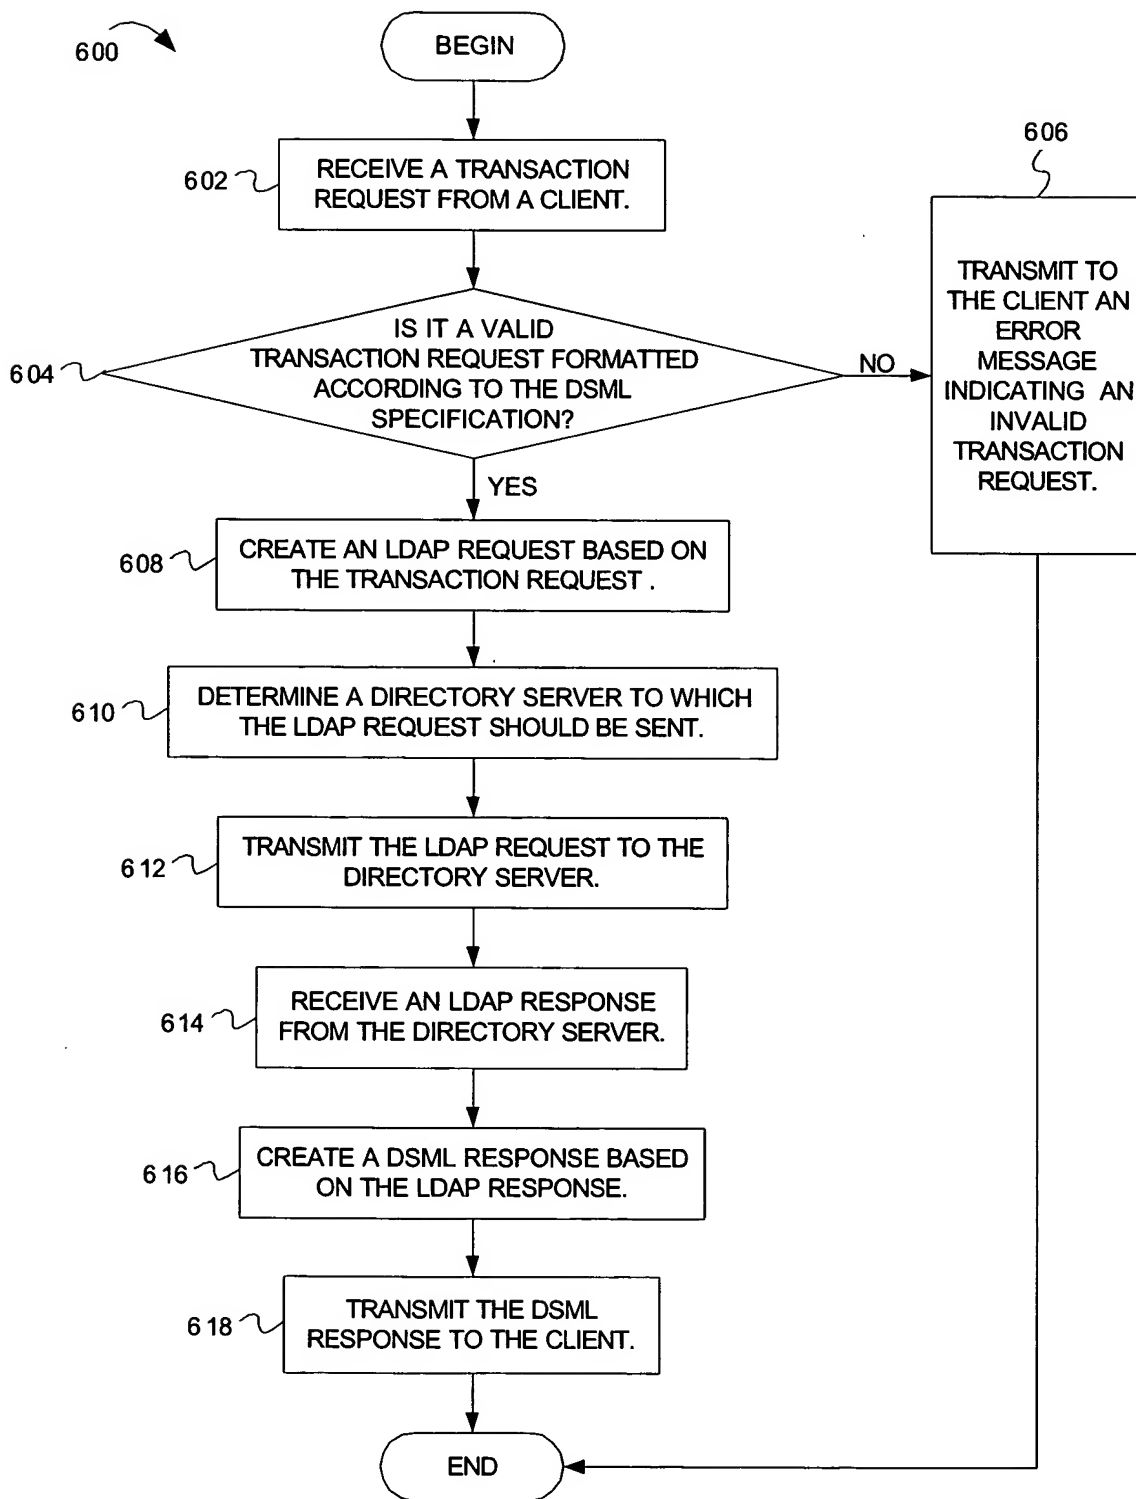 600
BEGIN
602
RECEIVE A TRANSACTION
REQUEST FROM A CLIENT.
604
IS IT A VALID
TRANSACTION REQUEST FORMATTED
ACCORDING TO THE DSML
SPECIFICATION?
NO
606
TRANSMIT TO
THE CLIENT AN
ERROR
MESSAGE
INDICATING AN
INVALID
TRANSACTION
REQUEST.
YES
608
CREATE AN LDAP REQUEST BASED ON
THE TRANSACTION REQUEST .
610
DETERMINE A DIRECTORY SERVER TO WHICH
THE LDAP REQUEST SHOULD BE SENT.
612
TRANSMIT THE LDAP REQUEST TO THE
DIRECTORY SERVER.
614
RECEIVE AN LDAP RESPONSE
FROM THE DIRECTORY SERVER.
616
CREATE A DSML RESPONSE BASED
ON THE LDAP RESPONSE.
618
TRANSMIT THE DSML
RESPONSE TO THE CLIENT.
END